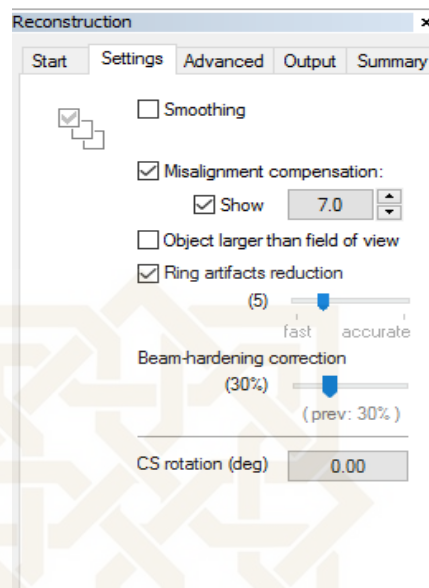 Reconstruction
Start Settings Advanced Output Summary
Smoothing
Misalignment compensation:
Show 7.0
Object larger than field of view
Ring artifacts reduction
(5)
fast accurate
Beam-hardening correction
(30%)
( prev: 30% )
CS rotation (deg) 0.00